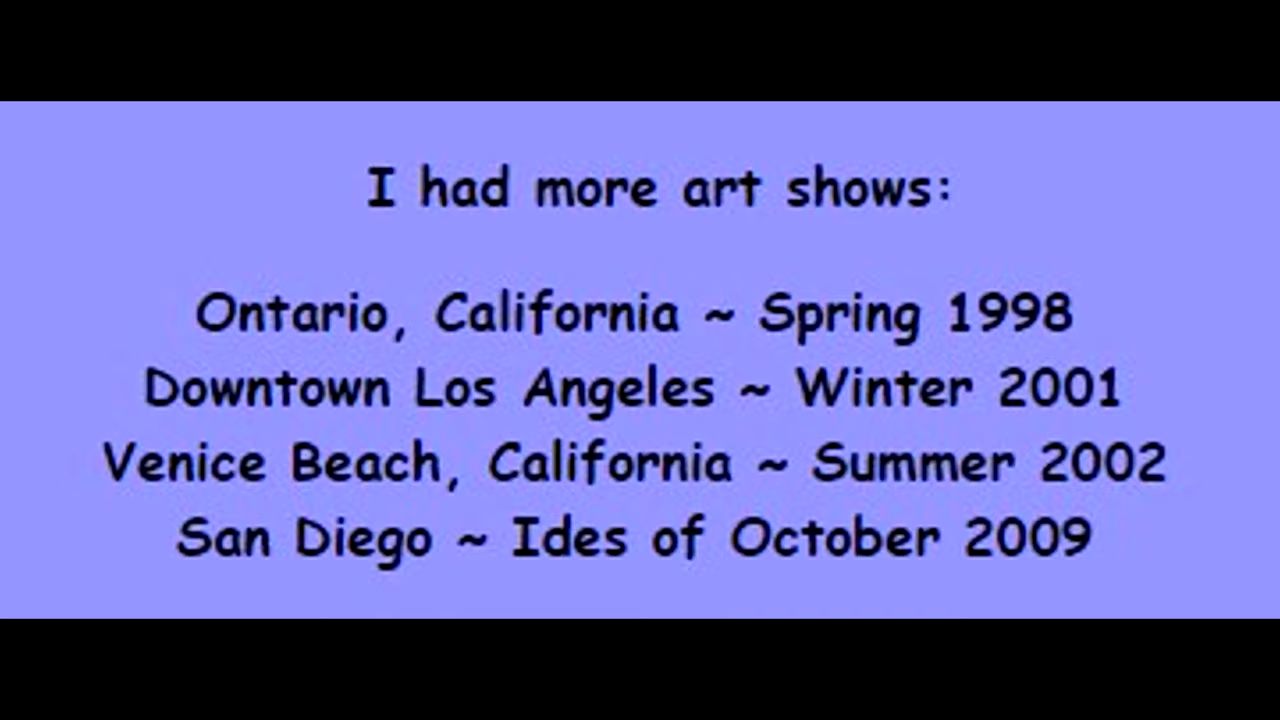 I had more art shows:
Ontario, California ~ Spring 1998
Downtown Los Angeles ~ Winter 2001
Venice Beach, California ~ Summer 2002
San Diego ~ Ides of October 2009